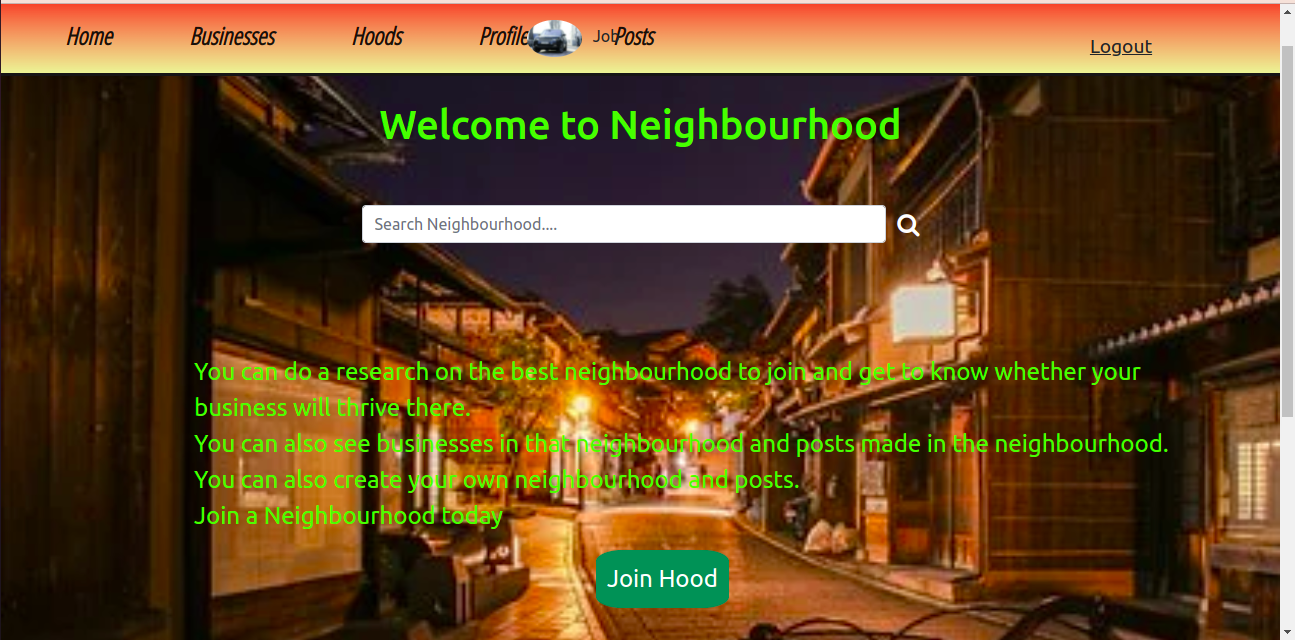 Home Businesses Hoods Profile Job Posts
Logout
Welcome to Neighbourhood
Search Neighbourhood....
You can do a research on the best neighbourhood to join and get to know whether your
business will thrive there.
You can also see businesses in that neighbourhood and posts made in the neighbourhood.
You can also create your own neighbourhood and posts.
Join a Neighbourhood today
Join Hood